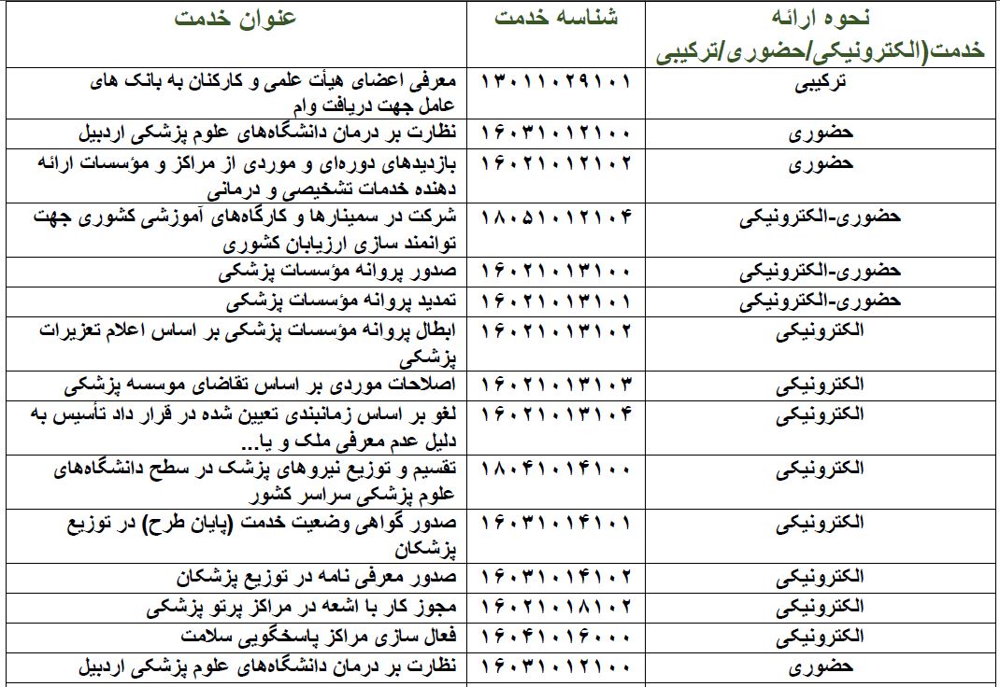 عنوان خدمت
شناسه خدمت
نحوه ارائه
خدمت(الکترونیکی/حضوری/ترکیبی
معرفی اعضای هیأت علمی و کارکنان به بانک های
عامل جهت دریافت وام
۱۳۰۱۱۰۲۹۱۰۱
ترکیبی
نظارت بر درمان دانشگاه‌های علوم پزشکی اردبیل
۱۶۰۳۱۰۱۲۱۰۰
حضوری
بازدیدهای دوره‌ای و موردی از مراکز و مؤسسات ارائه
دهنده خدمات تشخیصی و درمانی
۱۶۰۲۱۰۱۲۱۰۲
حضوری
شرکت در سمینارها و کارگاه‌های آموزشی کشوری جهت
توانمند سازی ارزیابان کشوری
۱۸۰۵۱۰۱۲۱۰۴
حضوری-الکترونیکی
صدور پروانه مؤسسات پزشکی
۱۶۰۲۱۰۱۳۱۰۰
حضوری-الکترونیکی
تمدید پروانه مؤسسات پزشکی
۱۶۰۲۱۰۱۳۱۰۱
حضوری-الکترونیکی
ابطال پروانه مؤسسات پزشکی بر اساس اعلام تعزیرات
پزشکی
۱۶۰۲۱۰۱۳۱۰۲
الکترونیکی
اصلاحات موردی بر اساس تقاضای موسسه پزشکی
۱۶۰۲۱۰۱۳۱۰۳
الکترونیکی
لغو بر اساس زمانبندی تعیین شده در قرار داد تأسیس به
دلیل عدم معرفی ملک و یا...
۱۶۰۲۱۰۱۳۱۰۴
الکترونیکی
تقسیم و توزیع نیروهای پزشک در سطح دانشگاه‌های
علوم پزشکی سراسر کشور
۱۸۰۴۱۰۱۴۱۰۰
الکترونیکی
صدور گواهی وضعیت خدمت (پایان طرح) در توزیع
پزشکان
۱۶۰۳۱۰۱۴۱۰۱
الکترونیکی
صدور معرفی نامه در توزیع پزشکان
۱۶۰۳۱۰۱۴۱۰۲
الکترونیکی
مجوز کار با اشعه در مراکز پرتو پزشکی
۱۶۰۲۱۰۱۸۱۰۲
الکترونیکی
فعال سازی مراکز پاسخگویی سلامت
۱۶۰۴۱۰۱۶۰۰۰
الکترونیکی
نظارت بر درمان دانشگاه‌های علوم پزشکی اردبیل
۱۶۰۳۱۰۱۲۱۰۰
حضوری